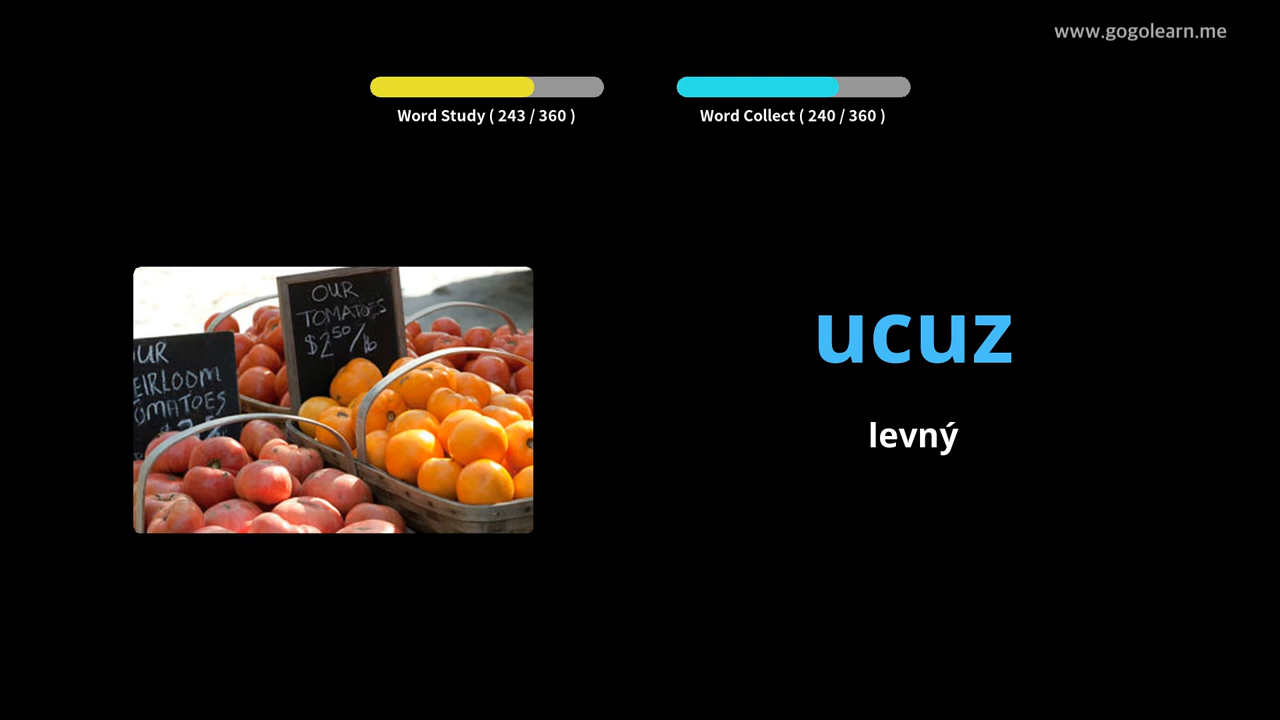 www.gogolearn.me
Word Study ( 243 / 360 )
Word Collect ( 240 / 360 )
OUR
TOMATOES
$2.50/lb
UR
EIRLOOM
OMATOES
ucuz
levný